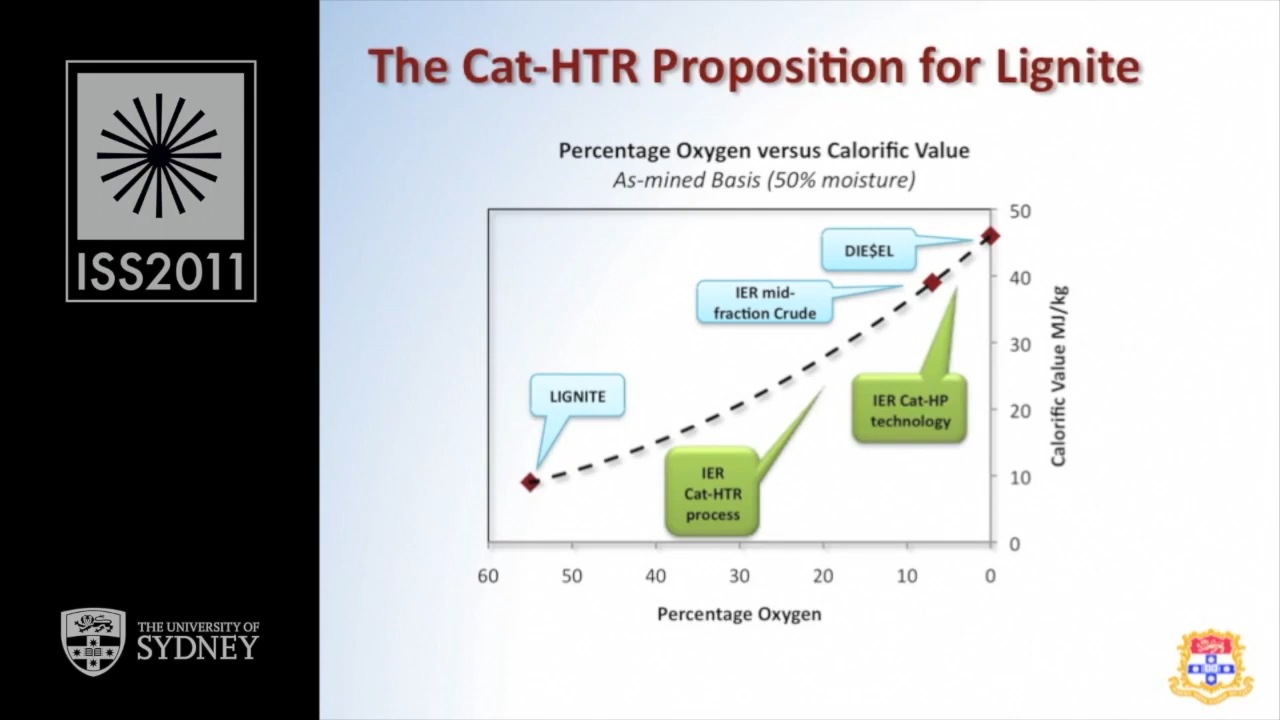 ISS2011
THE UNIVERSITY OF
SYDNEY
The Cat-HTR Proposition for Lignite
Percentage Oxygen versus Calorific Value
As-mined Basis (50% moisture)
50
40
30
20
10
0
Calorific Value MJ/kg
DIE$EL
IER mid-
fraction Crude
LIGNITE
IER Cat-HP
technology
IER
Cat-HTR
process
60 50 40 30 20 10 0
Percentage Oxygen